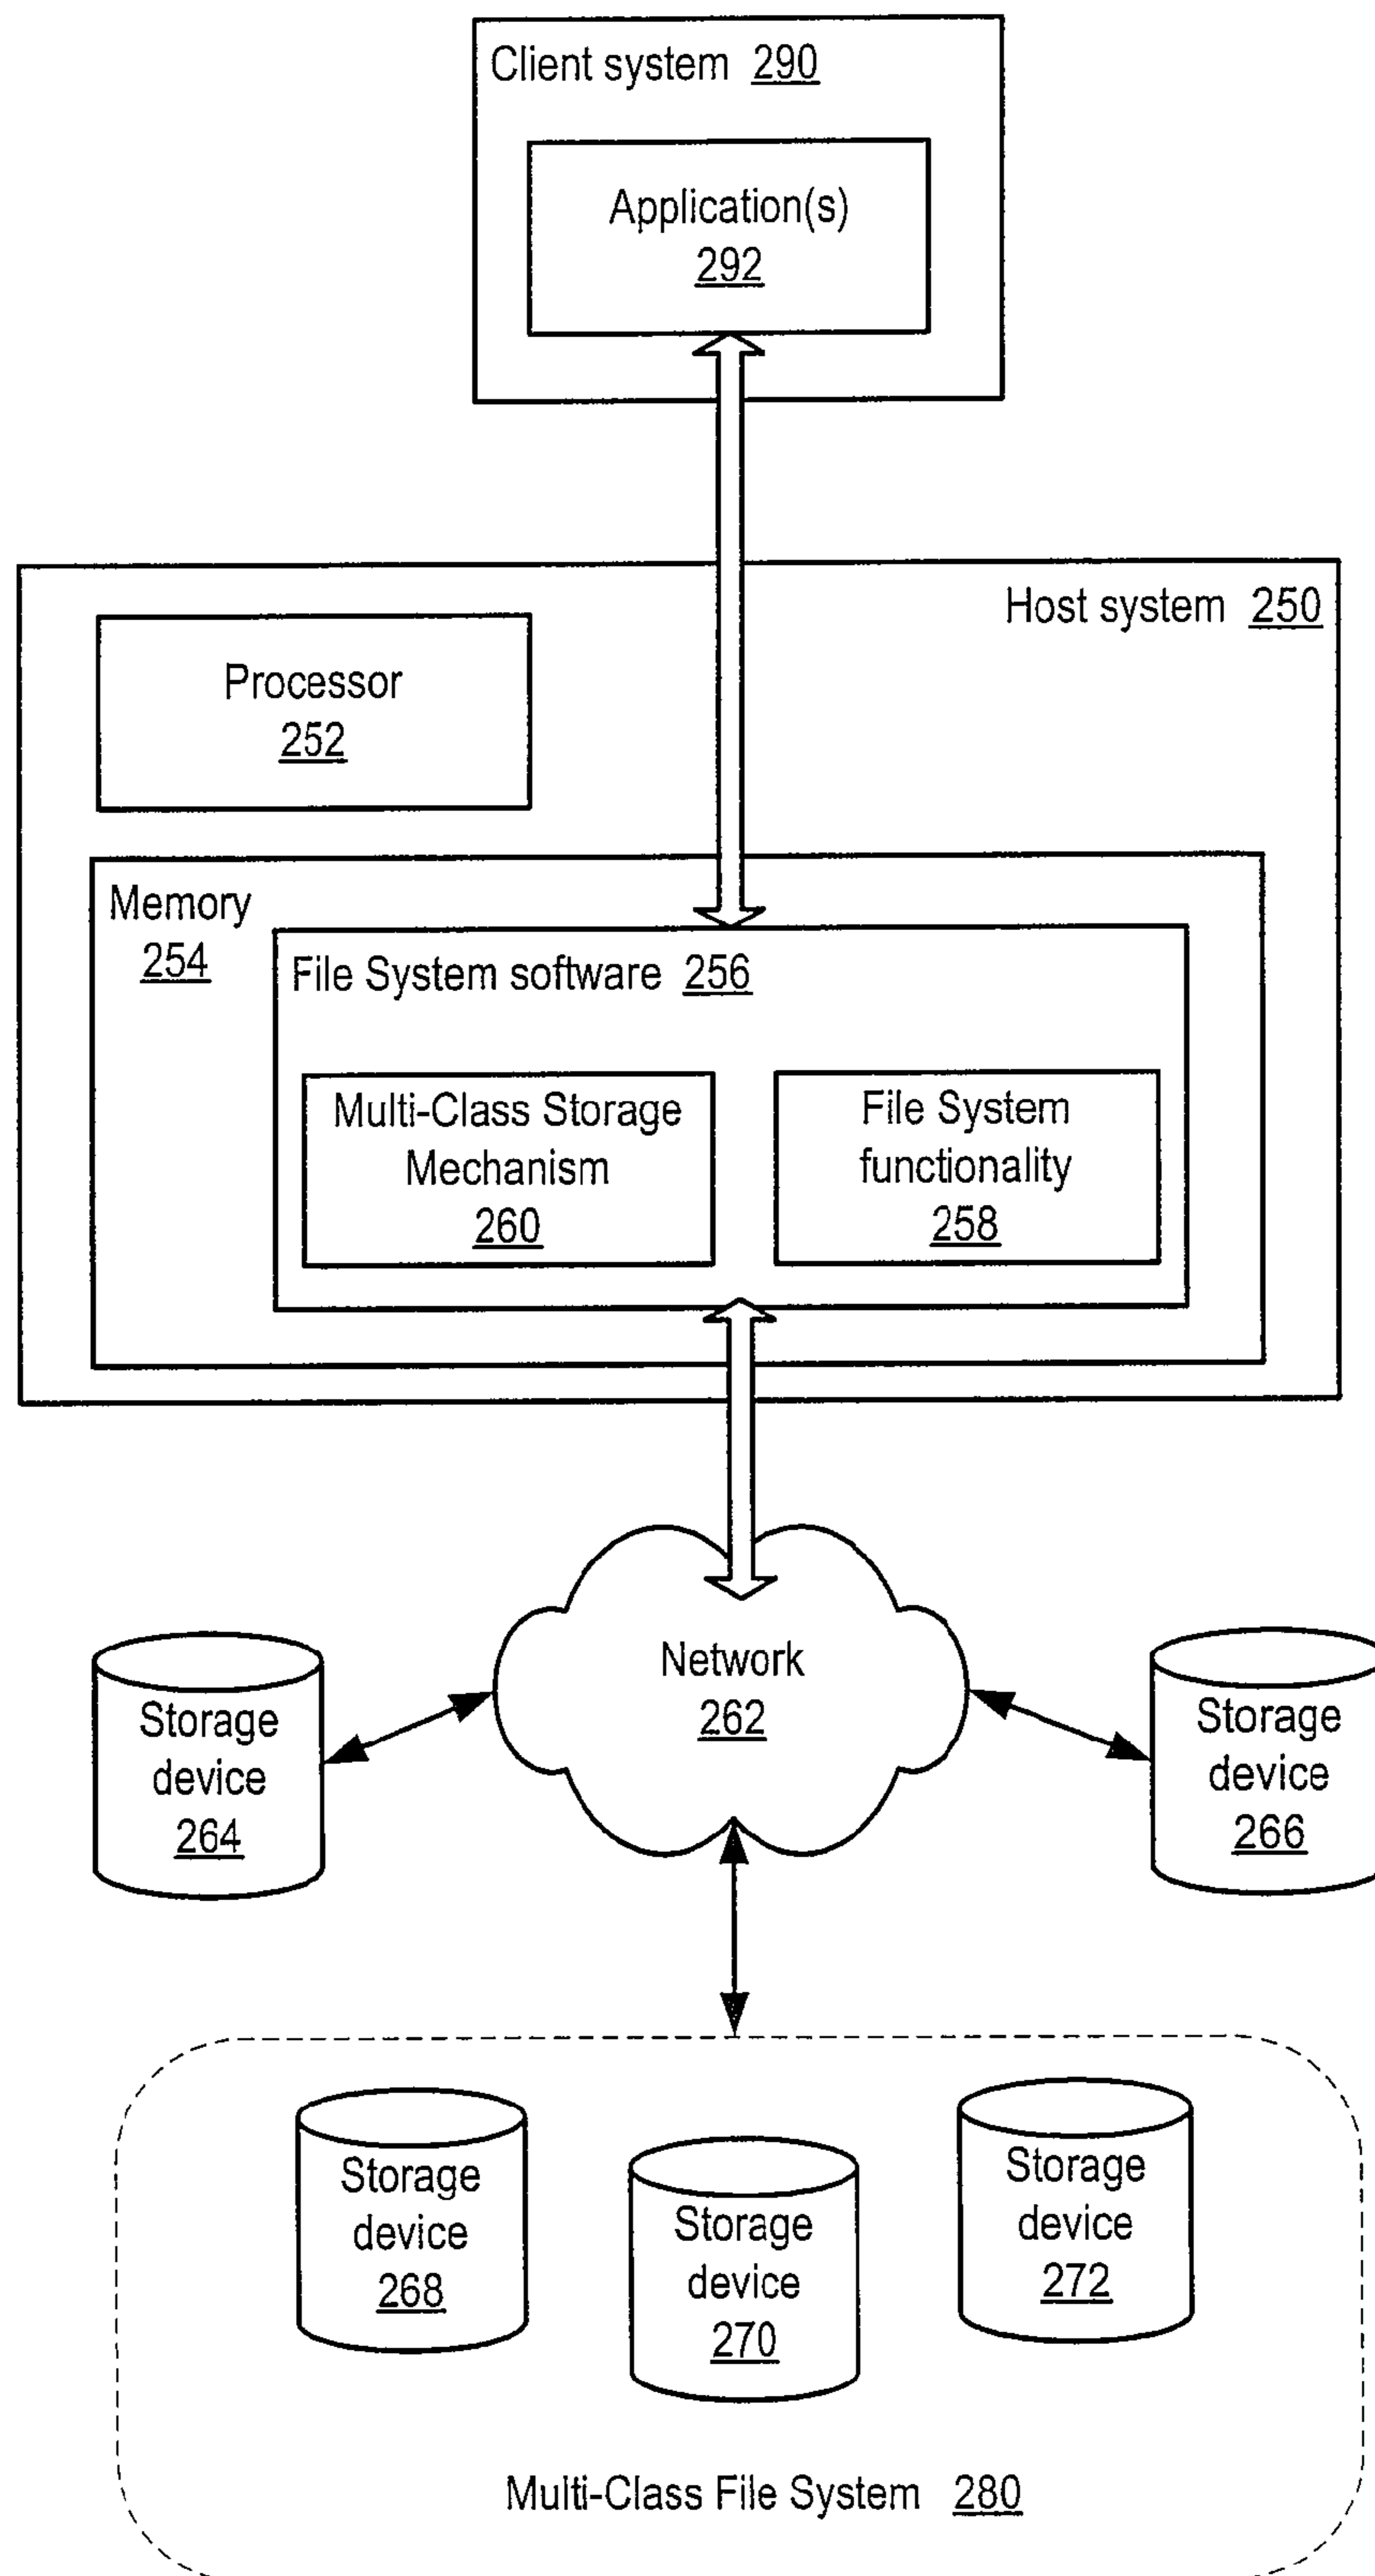 Client system 290
Application(s)
292
Host system 250
Processor
252
Memory
254
File System software 256
Multi-Class Storage
Mechanism
260
File System
functionality
258
Network
262
Storage
device
264
Storage
device
266
Storage
device
268
Storage
device
270
Storage
device
272
Multi-Class File System 280